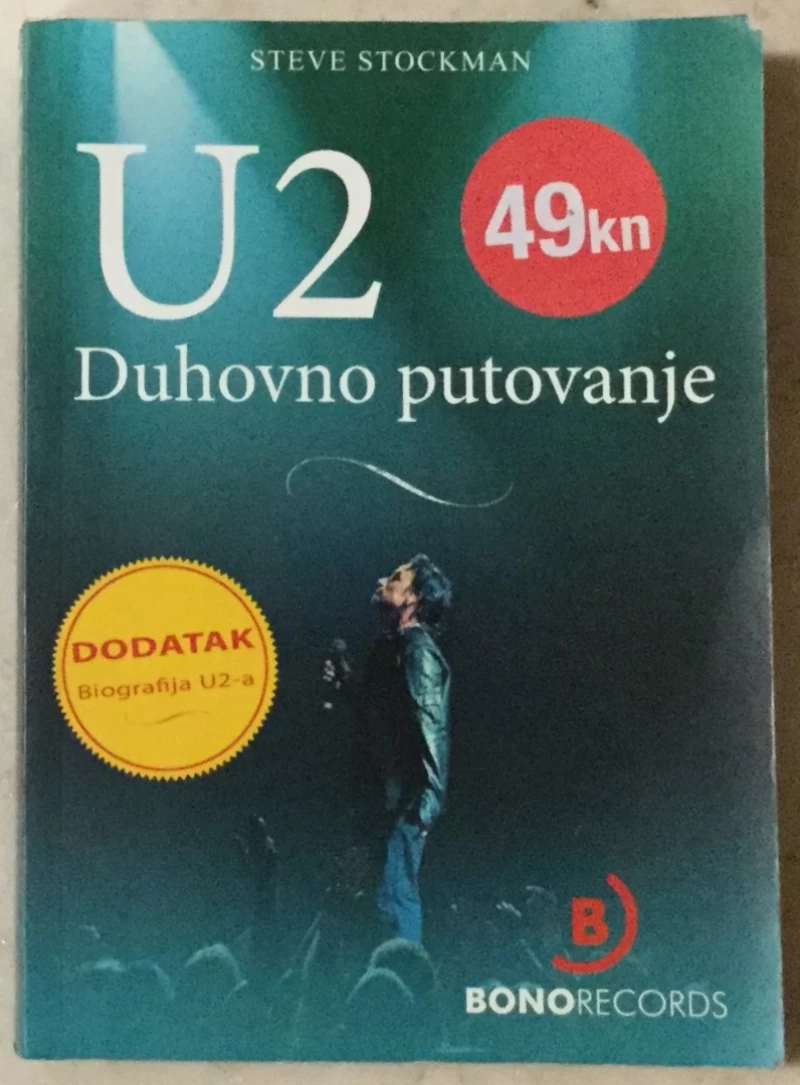 STEVE STOCKMAN
U2
49kn
Duhovno putovanje
DODATAK
Biografija U2-a
B
BONORECORDS